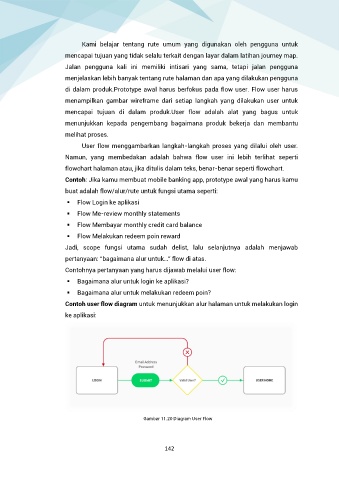 Kami belajar tentang rute umum yang digunakan oleh pengguna untuk
mencapai tujuan yang tidak selalu terkait dengan layar dalam latihan journey map.
Jalan pengguna kali ini memiliki intisari yang sama, tetapi jalan pengguna
menjelaskan lebih banyak tentang rute halaman dan apa yang dilakukan pengguna
di dalam produk.Prototype awal harus berfokus pada flow user. Flow user harus
menampilkan gambar wireframe dari setiap langkah yang dilakukan user untuk
mencapai tujuan di dalam produk.User flow adalah alat yang bagus untuk
menunjukkan kepada pengembang bagaimana produk bekerja dan membantu
melihat proses.
User flow menggambarkan langkah-langkah proses yang dilalui oleh user.
Namun, yang membedakan adalah bahwa flow user ini lebih terlihat seperti
flowchart halaman atau, jika ditulis dalam teks, benar-benar seperti flowchart.
Contoh: Jika kamu membuat mobile banking app, prototype awal yang harus kamu
buat adalah flow/alur/rute untuk fungsi utama seperti:
• Flow Login ke aplikasi
• Flow Me-review monthly statements
• Flow Membayar monthly credit card balance
• Flow Melakukan redeem poin reward
Jadi, scope fungsi utama sudah delist, lalu selanjutnya adalah menjawab
pertanyaan: "bagaimana alur untuk..." flow di atas.
Contohnya pertanyaan yang harus dijawab melalui user flow:
• Bagaimana alur untuk login ke aplikasi?
• Bagaimana alur untuk melakukan redeem poin?
Contoh user flow diagram untuk menunjukkan alur halaman untuk melakukan login
ke aplikasi:
Email Address
Password
LOGIN SUBMIT Valid User? USER HOME
Gambar 11.20 Diagram User Flow
142